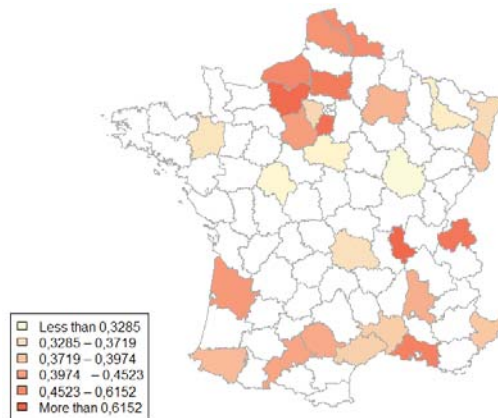 Less than 0,3285
0,3285 – 0,3719
0,3719 – 0,3974
0,3974 – 0,4523
0,4523 – 0,6152
More than 0,6152